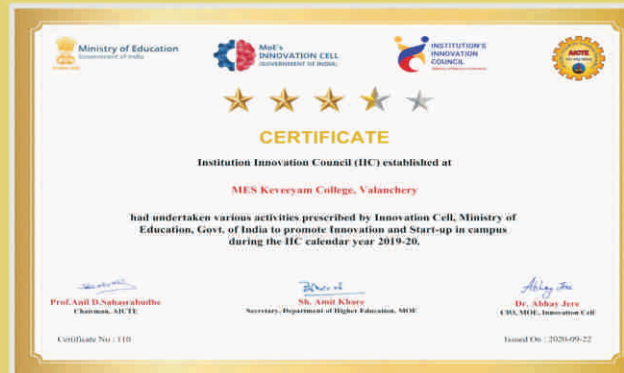 Ministry of Education
Government of India
MoE's
INNOVATION CELL
(GOVERNMENT OF INDIA)
INSTITUTION'S
INNOVATION
COUNCIL
AICTE
CERTIFICATE
Institution Innovation Council (IIC) established at
MES Keveeyam College, Valanchery
had undertaken various activities prescribed by Innovation Cell, Ministry of
Education, Govt. of India to promote Innovation and Start-up in campus
during the IIC calendar year 2019-20.
Prof.Anil D.Sahasrabudhe
Chairman, AICTE
Sh. Amit Khare
Secretary, Department of Higher Education, MOE
Abhay Jere
Dr. Abhay Jere
CIO, MOE, Innovation Cell
Certificate No : 110
Issued On : 2020-09-22